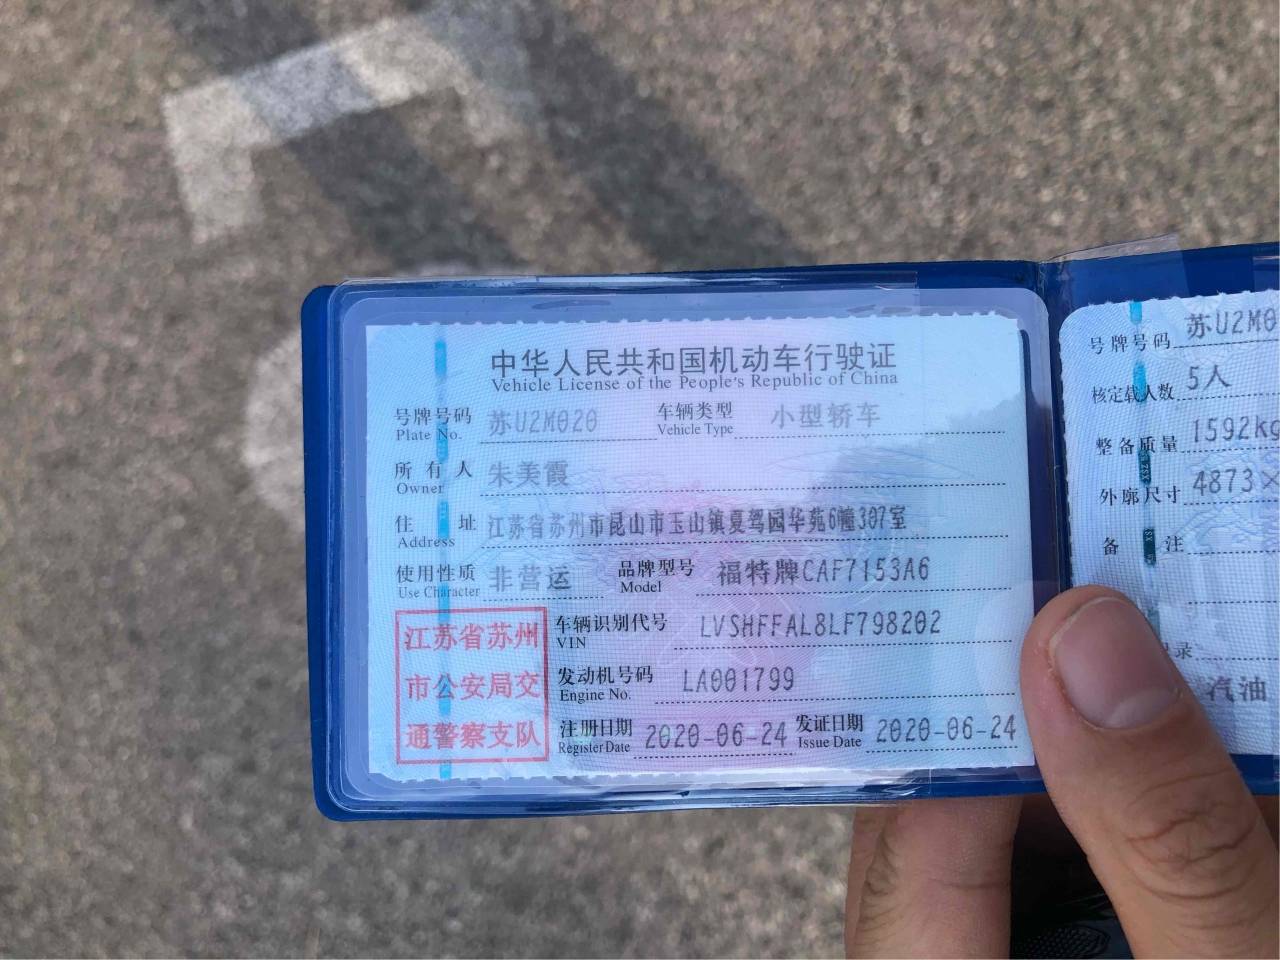 中华人民共和国机动车行驶证
Vehicle License of the People's Republic of China
号牌号码 苏U2M020 车辆类型 小型轿车
Plate No. Vehicle Type
所有人 朱美霞
Owner
住址 江苏省苏州市昆山市玉山镇夏驾园华苑6幢307室
Address
使用性质 非营运 品牌型号 福特牌CAF7153A6
Use Character Model
江苏省苏州
市公安局交
通警察支队
车辆识别代号 LVSHFFAL8LF798202
VIN
发动机号码 LA001799
Engine No.
注册日期 2020-06-24 发证日期 2020-06-24
Register Date Issue Date
号牌号码 苏U2M0
核定载人数 5人
整备质量 1592kg
外廓尺寸 4873×
备注
录
汽油